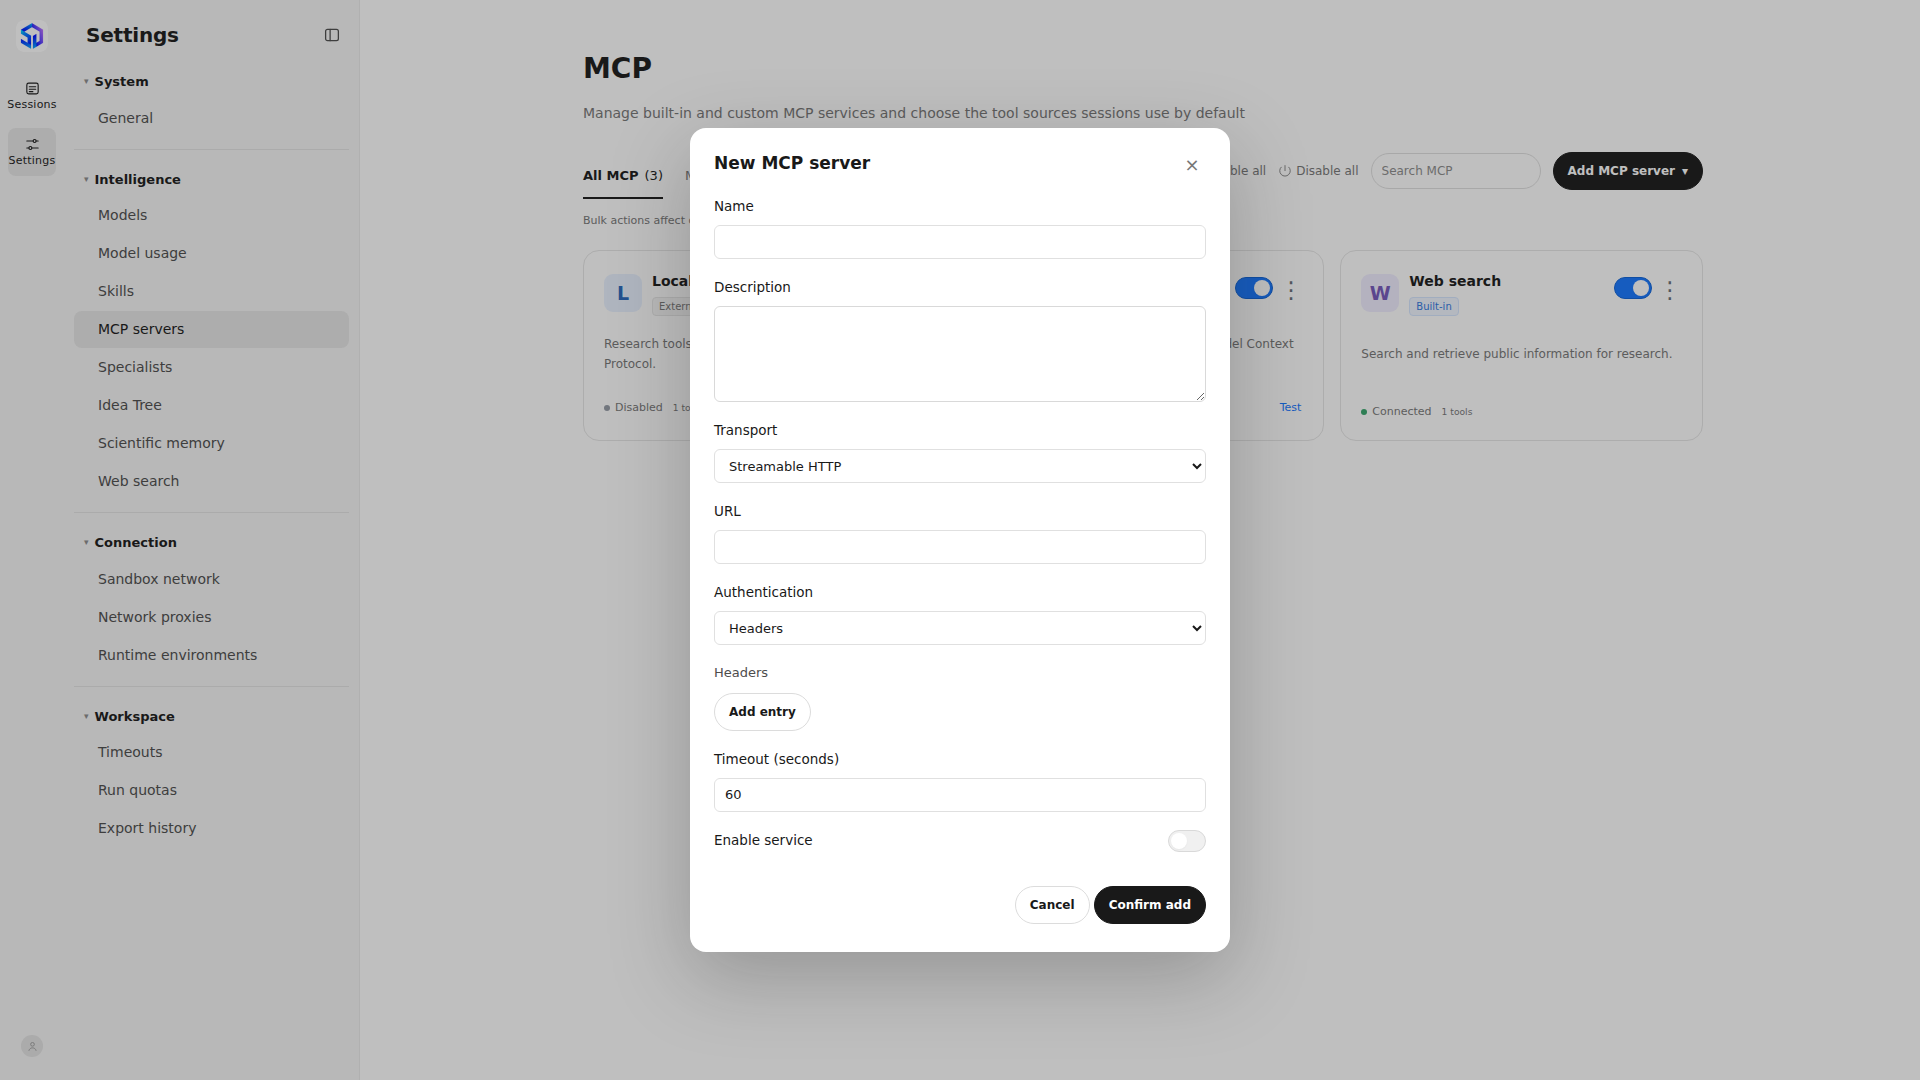 Settings
Sessions
Settings
System
General
Intelligence
Models
Model usage
Skills
MCP servers
Specialists
Idea Tree
Scientific memory
Web search
Connection
Sandbox network
Network proxies
Runtime environments
Workspace
Timeouts
Run quotas
Export history
MCP
Manage built-in and custom MCP services and choose the tool sources sessions use by default
All MCP (3)
Disable all
Search MCP
Add MCP server ▾
Bulk actions affect
L
Local
Research tools
Protocol.
Disabled
1
Context
Test
W
Web search
Built-in
Search and retrieve public information for research.
Connected 1 tools
New MCP server
Name
Description
Transport
Streamable HTTP
URL
Authentication
Headers
Headers
Add entry
Timeout (seconds)
60
Enable service
Cancel
Confirm add